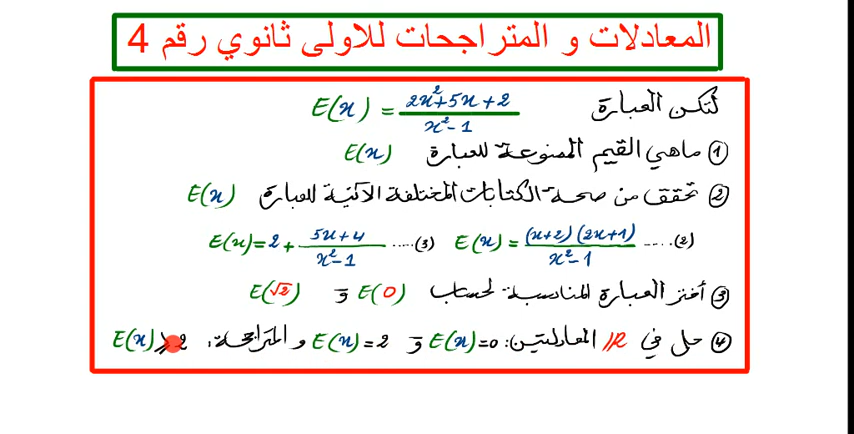 المعادلات و المتراجحات للاولى ثانوي رقم 4
لتكن العبارة E(x) = (2x²+5x+2)/(x²-1)
① ماهي القيم الممنوعة للعبارة E(x)
② تحقق من صحة الكتابات المختلفة الآتية للعبارة E(x)
E(x) = (x+2)(2x+1)/(x²-1) ....(2) E(x) = 2 + (5x+4)/(x²-1) ....(3)
③ أختر العبارة المناسبة لحساب E(0) و E(√2)
④ حل في ℝ المعادلتين: E(x)=0 و E(x)=2 و المتراجحة: E(x) ⩾ 2